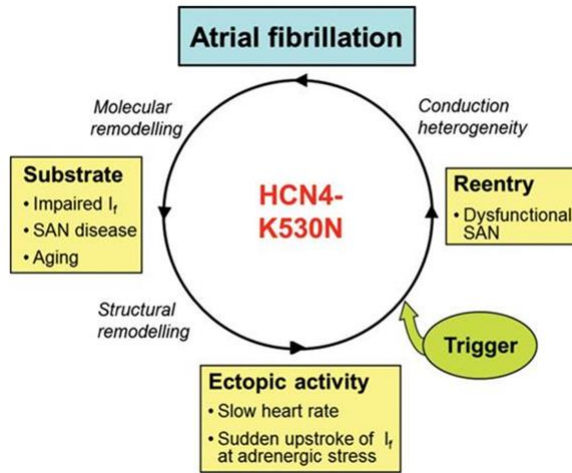 Atrial fibrillation
Molecular
remodelling
Conduction
heterogeneity
Substrate
• Impaired If
• SAN disease
• Aging
HCN4-
K530N
Reentry
• Dysfunctional
SAN
Structural
remodelling
Trigger
Ectopic activity
• Slow heart rate
• Sudden upstroke of If
at adrenergic stress